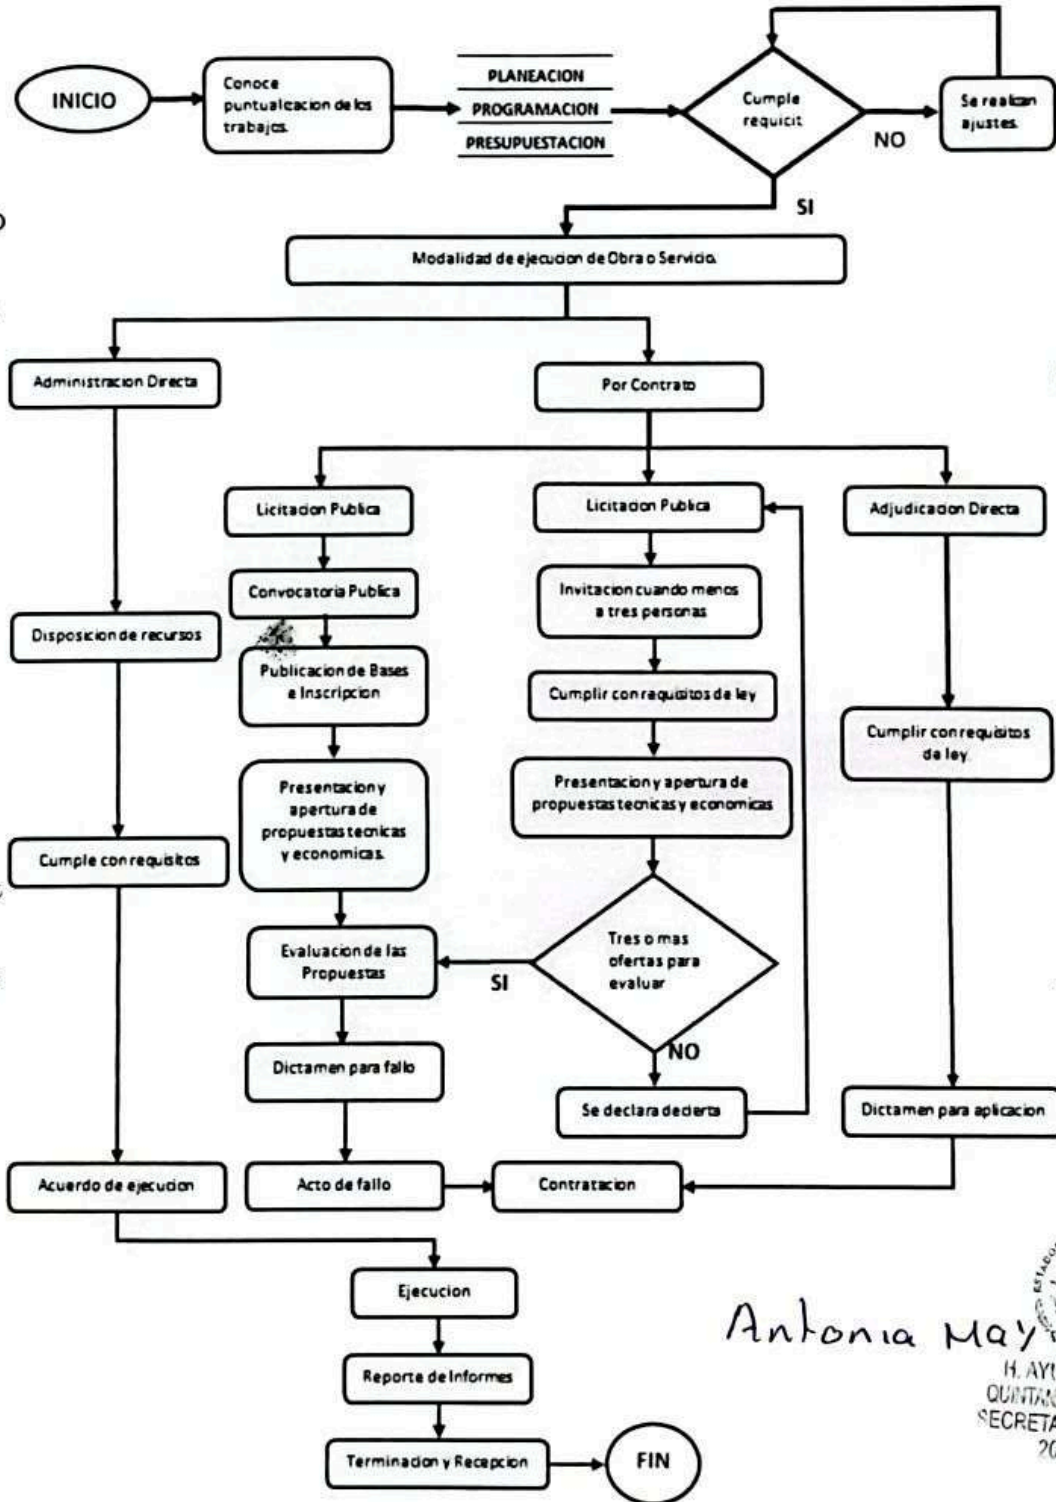 INICIO
Conoce
puntualizacion de los
trabajos.
PLANEACION
PROGRAMACION
PRESUPUESTACION
Cumple
requicit
NO
Se realizan
ajustes.
SI
Modalidad de ejecucion de Obra o Servicio.
Administracion Directa
Por Contrato
Licitacion Publica
Licitacion Publica
Adjudicacion Directa
Convocatoria Publica
Invitacion cuando menos
a tres personas
Disposicion de recursos
Publicacion de Bases
e Inscripcion
Cumplir con requisitos de ley
Cumplir con requisitos
de ley.
Presentacion y
apertura de
propuestas tecnicas
y economicas.
Presentacion y apertura de
propuestas tecnicas y economicas
Cumple con requisitos
Evaluacion de las
Propuestas
SI
Tres o mas
ofertas para
evaluar
NO
Dictamen para fallo
Se declara decierta
Dictamen para aplicacion
Acuerdo de ejecucion
Acto de fallo
Contratacion
Ejecucion
Reporte de Informes
Terminacion y Recepcion
FIN
Antonia May
H. AYU
QUINTAN
SECRETA
20